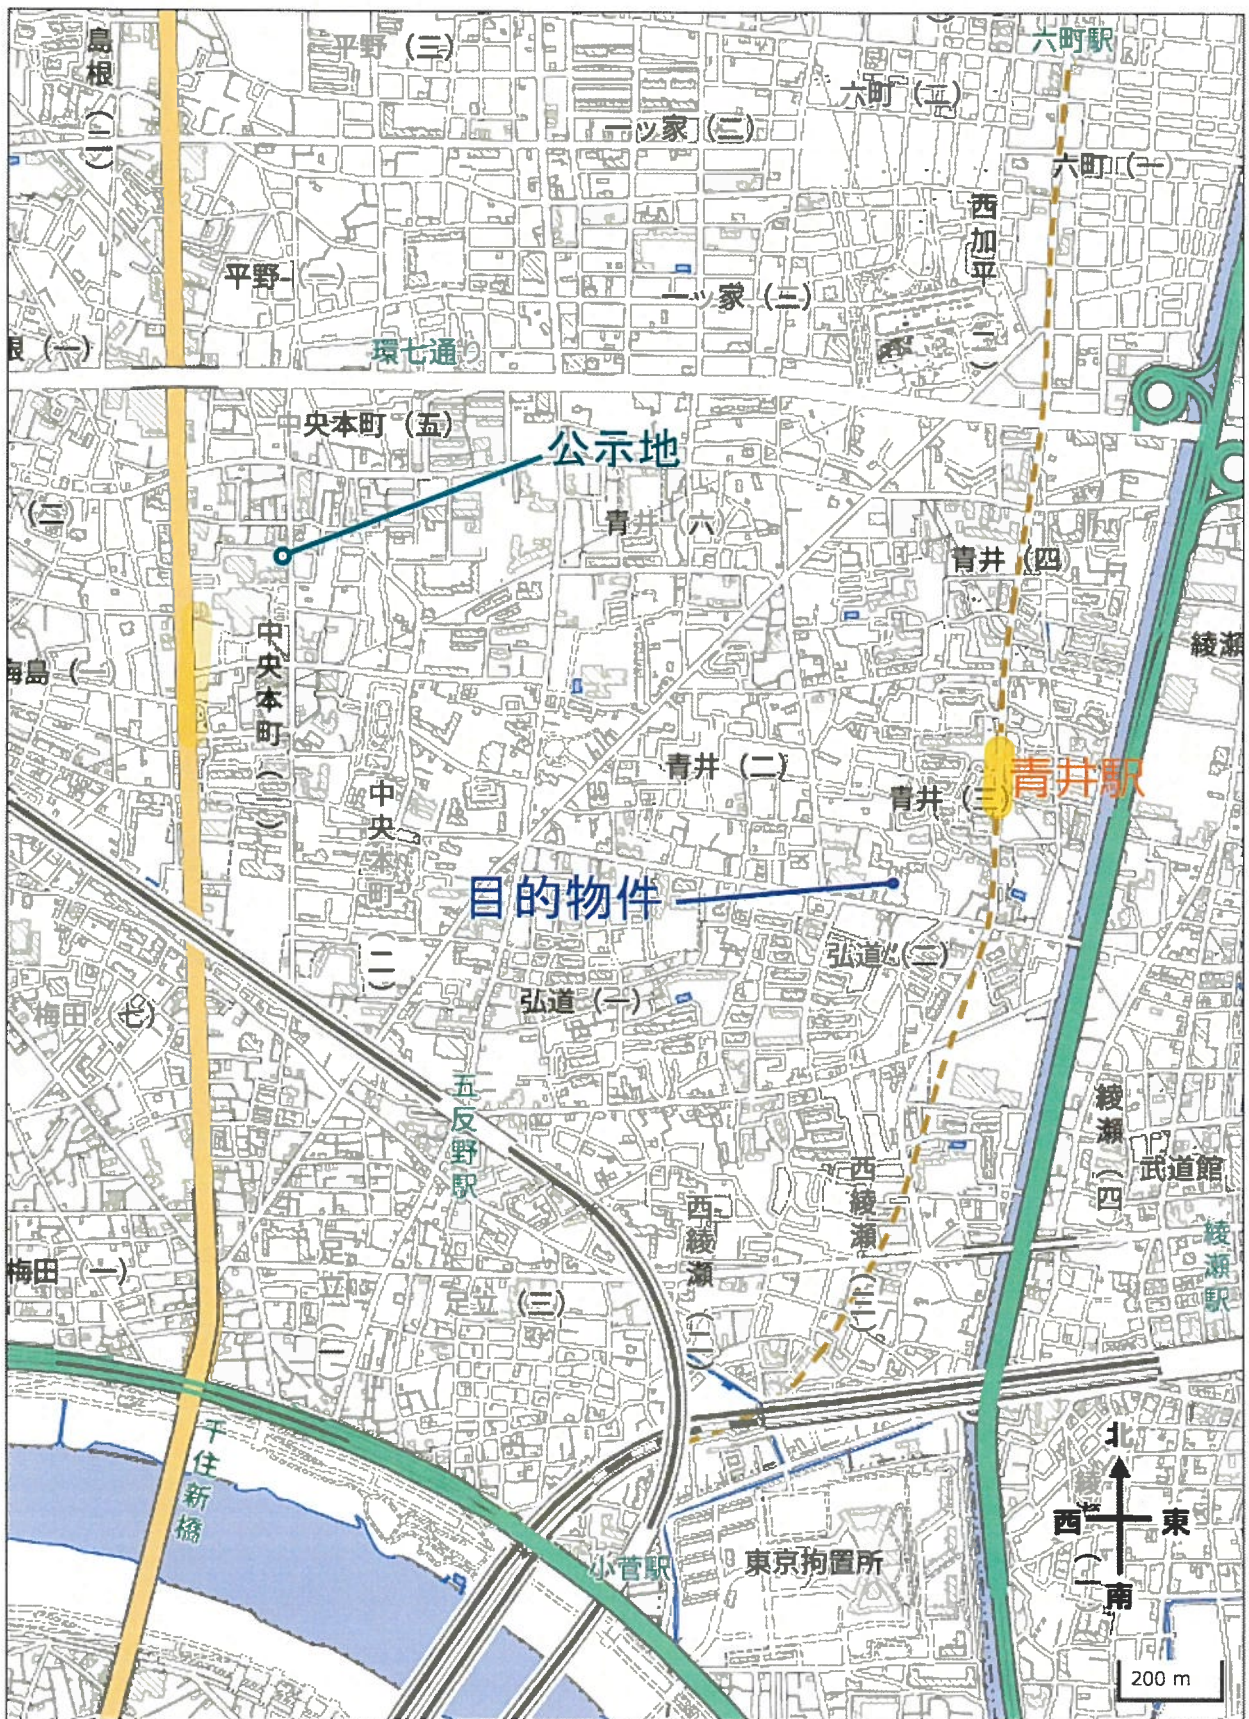 六町駅
島根(二)
平野(三)
六町(二)
一ッ家(二)
六町(一)
西加平(一)
平野(一)
一ッ家(三)
根(一)
環七通り
中央本町(五)
公示地
(二)
青井(六)
青井(四)
中央本町(三)
綾瀬
梅島(一
青井(二)
青井駅
青井(三)
中央本町(二)
目的物件
弘道(二)
弘道(一)
梅田(七)
五反野駅
綾瀬(四)
武道館
西綾瀬(三)
西綾瀬(二)
綾瀬駅
梅田(一)
足立(一)
足立(三)
千住新橋
北
西
東
南
小菅駅
東京拘置所
200 m